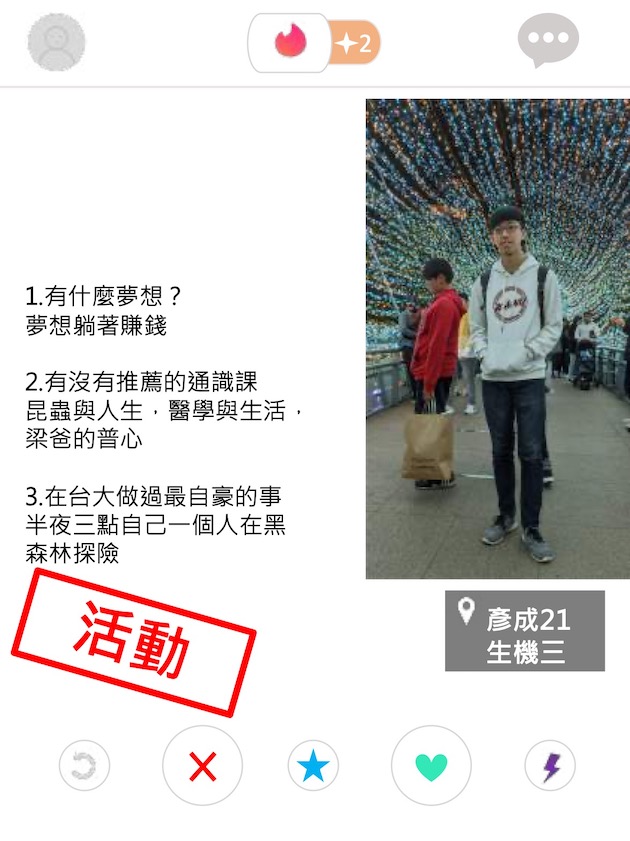 2
1.有什麼夢想？
夢想躺著賺錢
2.有沒有推薦的通識課
昆蟲與人生，醫學與生活，
梁爸的普心
3.在台大做過最自豪的事
半夜三點自己一個人在黑
森林探險
活動
彥成21
生機三